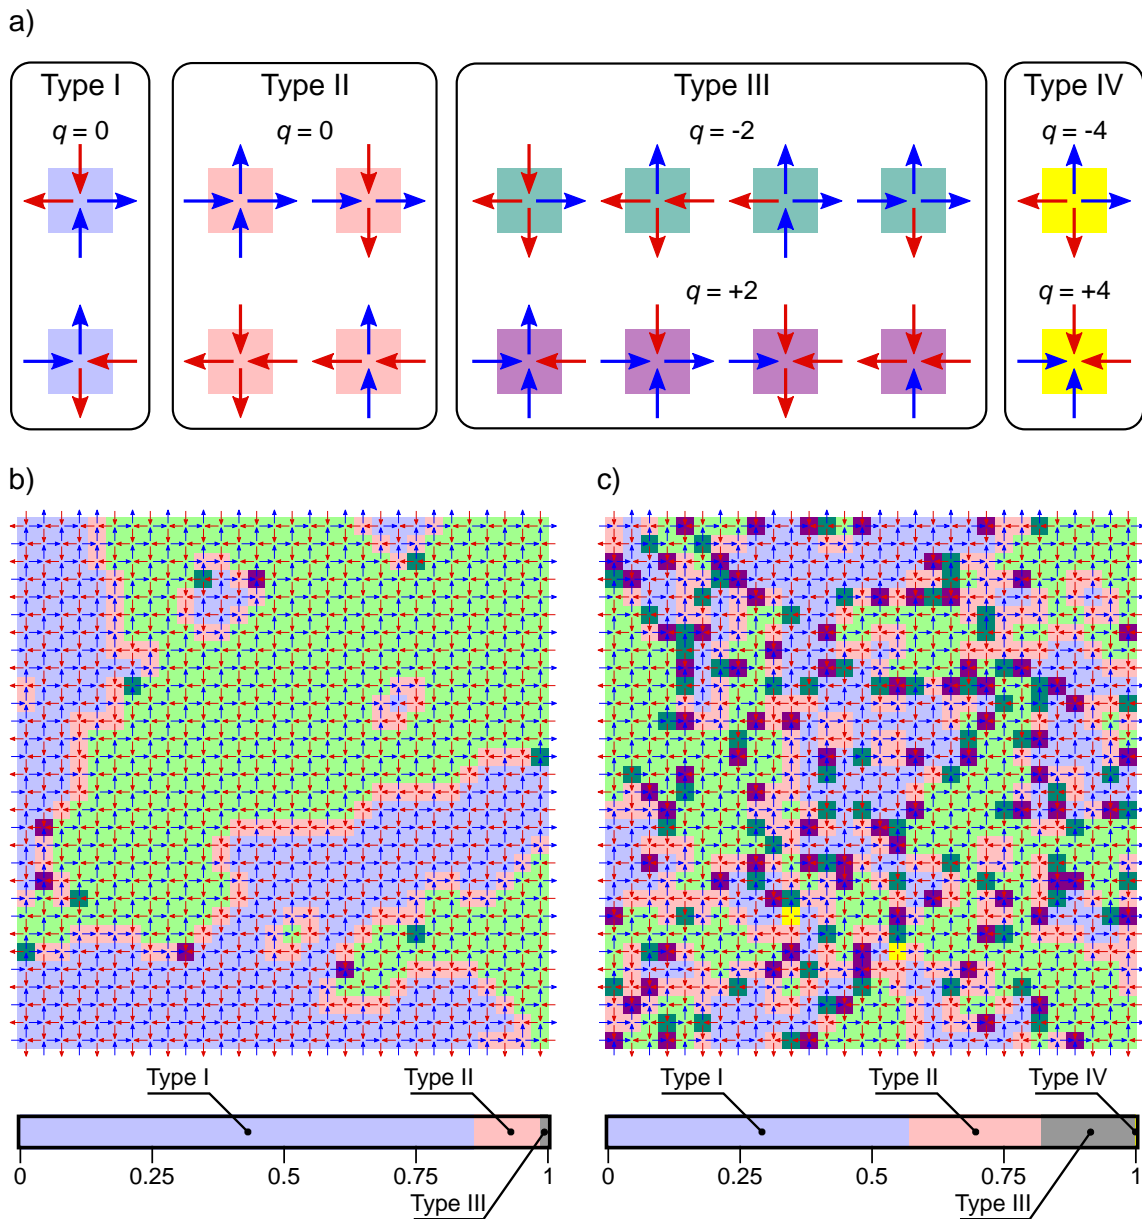 a)
Type I
Type II
Type III
Type IV
q = 0
q = 0
q = -2
q = -4
q = +2
q = +4
b)
c)
Type I
Type II
Type I
Type II
Type IV
0
0.25
0.5
0.75
1
0
0.25
0.5
0.75
1
Type III
Type III